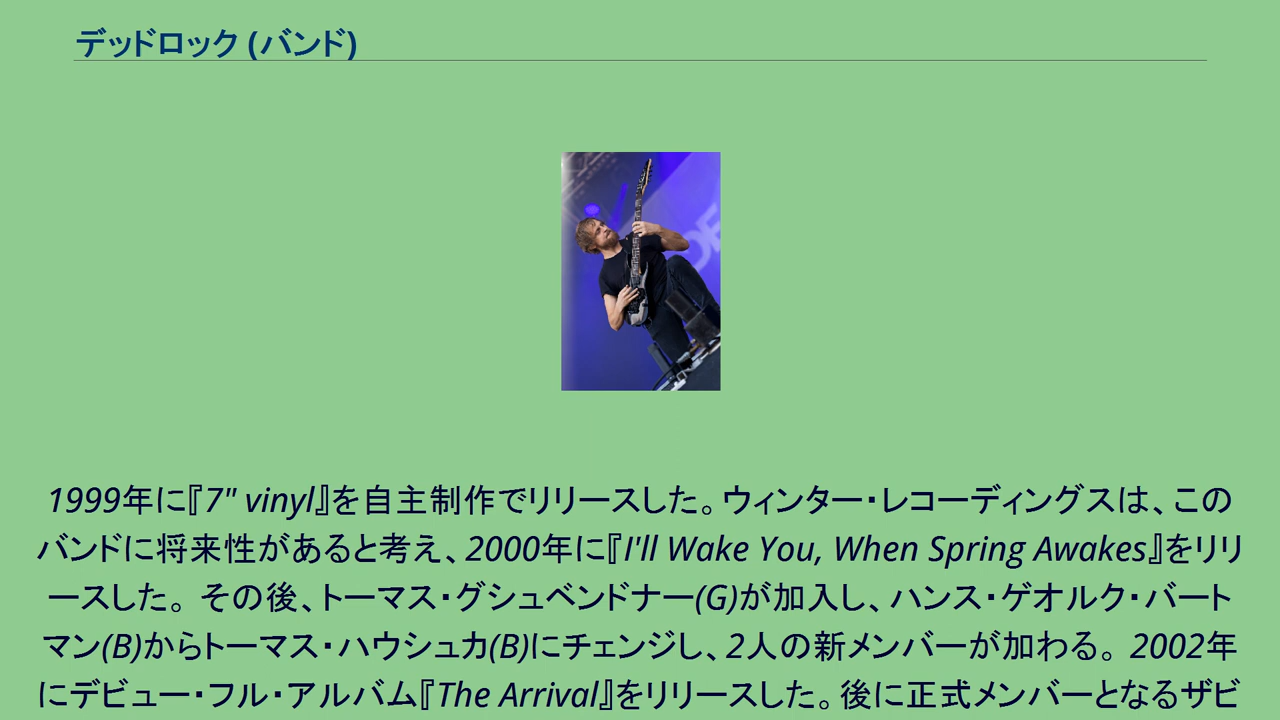 デッドロック (バンド)
1999年に『7" vinyl』を自主制作でリリースした。ウィンター・レコーディングスは、この
バンドに将来性があると考え、2000年に『I'll Wake You, When Spring Awakes』をリリ
ースした。その後、トーマス・グシュベンドナー(G)が加入し、ハンス・ゲオルク・バート
マン(B)からトーマス・ハウシュカ(B)にチェンジし、2人の新メンバーが加わる。2002年
にデビュー・フル・アルバム『The Arrival』をリリースした。後に正式メンバーとなるザビ